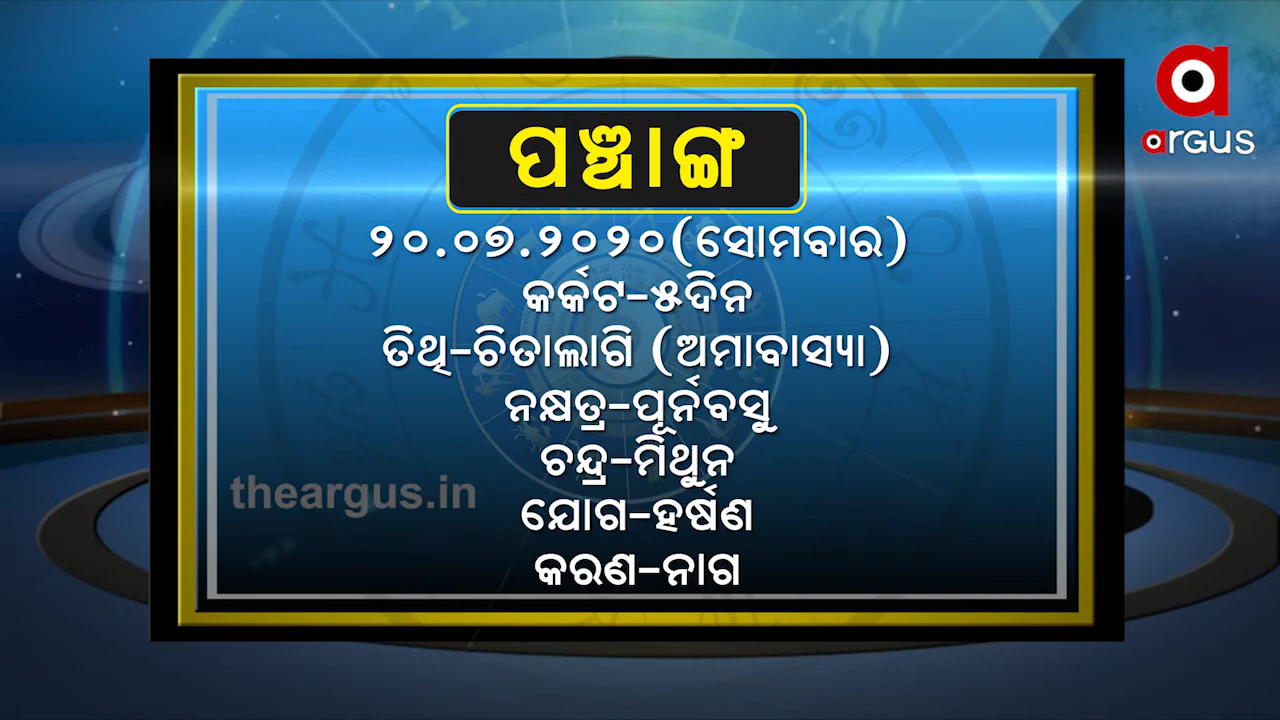 ପଞ୍ଚାଙ୍ଗ
୨୦.୦୭.୨୦୨୦(ସୋମବାର)
କର୍କଟ-୫ଦିନ
ତିଥି-ଚିତାଲାଗି (ଅମାବାସ୍ୟା)
ନକ୍ଷତ୍ର-ପୂର୍ନବସୁ
ଚନ୍ଦ୍ର-ମିଥୁନ
ଯୋଗ-ହର୍ଷଣ
କରଣ-ନାଗ
theargus.in
a
argus